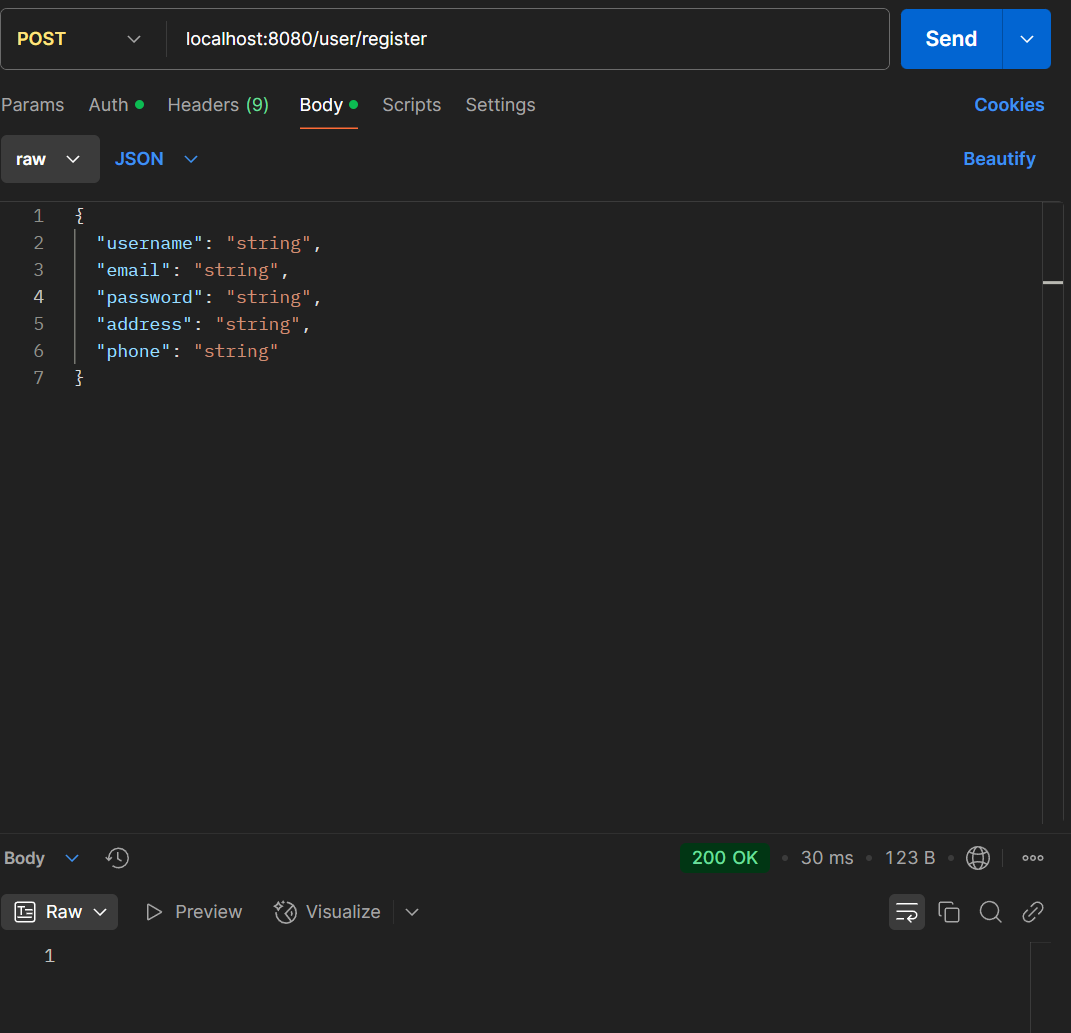 POST localhost:8080/user/register Send
Params Auth Headers (9) Body Scripts Settings Cookies
raw JSON Beautify
1 {
2 "username": "string",
3 "email": "string",
4 "password": "string",
5 "address": "string",
6 "phone": "string"
7 }
Body 200 OK • 30 ms • 123 B •
Raw Preview Visualize
1